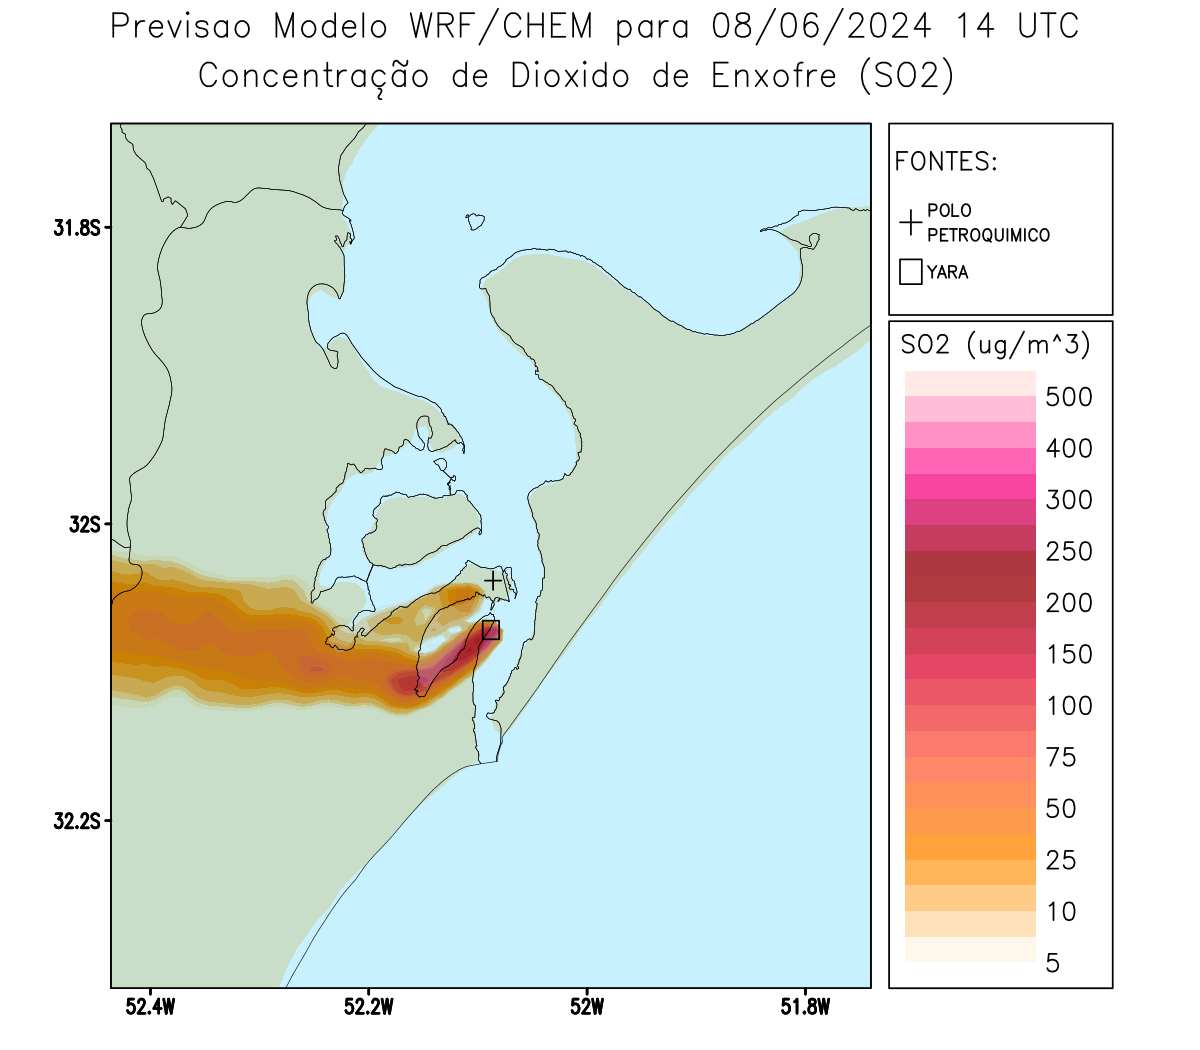 Previsao Modelo WRF/CHEM para 08/06/2024 14 UTC
Concentração de Dioxido de Enxofre (SO2)
FONTES:
POLO
PETROQUIMICO
YARA
SO2 (ug/m^3)
500
400
300
250
200
150
100
75
50
25
10
5
31.8S
32S
32.2S
52.4W
52.2W
52W
51.8W